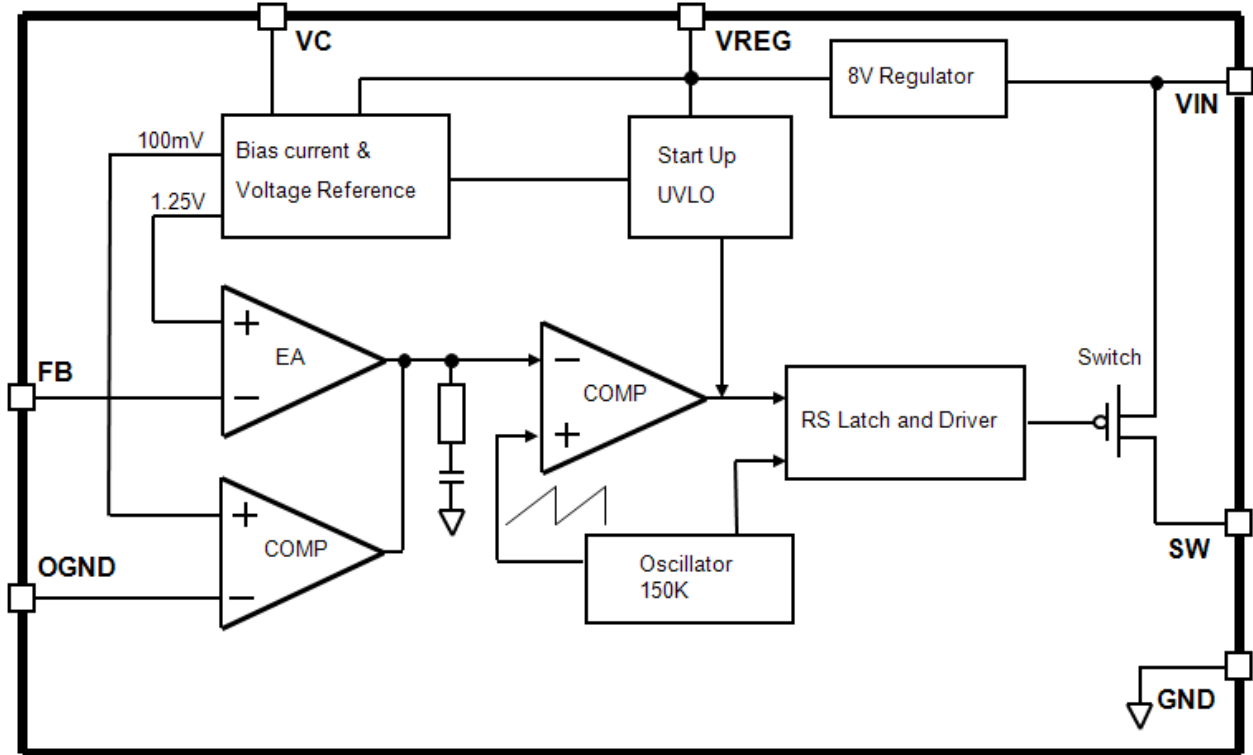 VC
VREG
8V Regulator
VIN
100mV
Bias current &
Voltage Reference
Start Up
UVLO
1.25V
+
EA
−
FB
−
COMP
+
Switch
RS Latch and Driver
+
COMP
−
OGND
Oscillator
150K
SW
GND